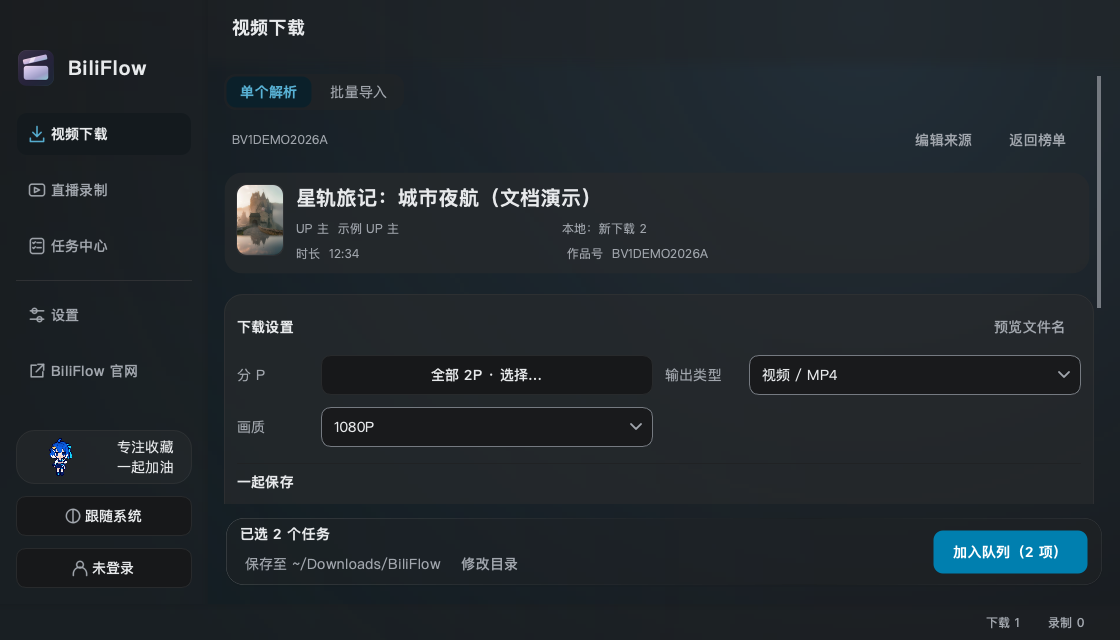 视频下载
BiliFlow
视频下载
直播录制
任务中心
设置
BiliFlow 官网
专注收藏
一起加油
跟随系统
未登录
单个解析 批量导入
BV1DEMO2026A 编辑来源 返回榜单
星轨旅记：城市夜航（文档演示）
UP 主 示例 UP 主 本地：新下载 2
时长 12:34 作品号 BV1DEMO2026A
下载设置 预览文件名
分 P 全部 2P · 选择... 输出类型 视频 / MP4
画质 1080P
一起保存
已选 2 个任务
保存至 ~/Downloads/BiliFlow 修改目录
加入队列（2 项）
下载 1 录制 0